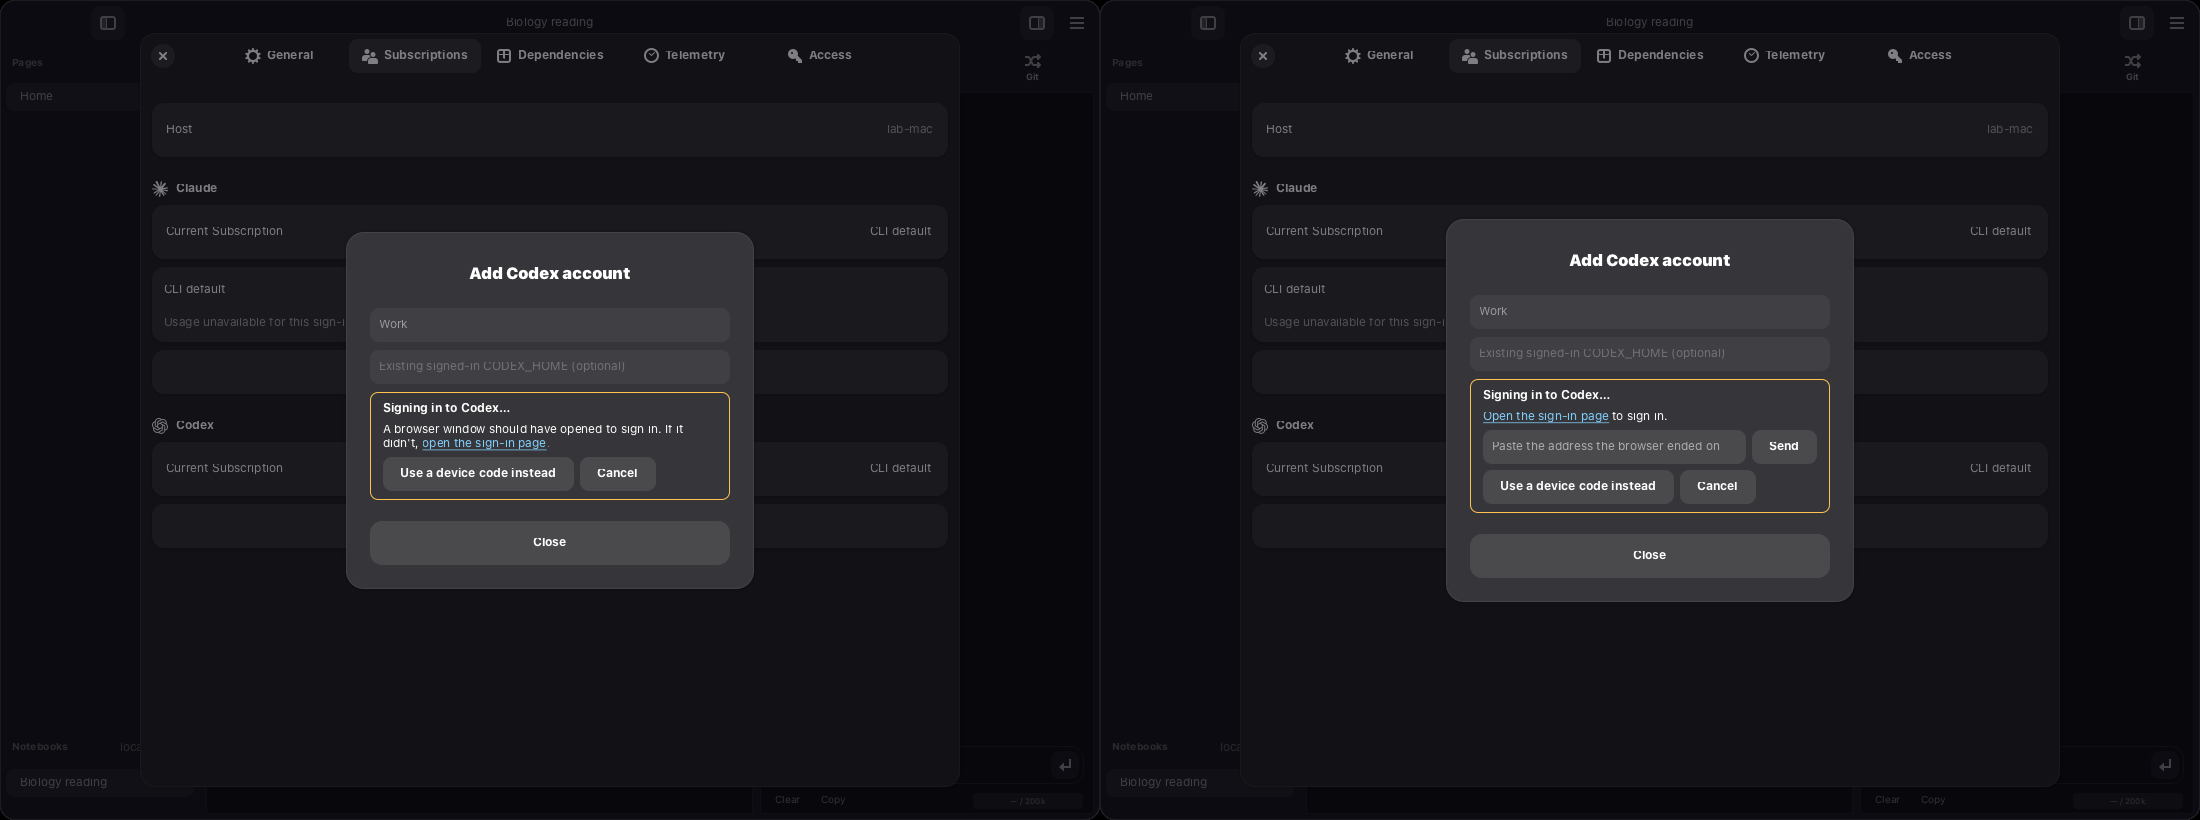 Biology reading
Pages
Home
General
Subscriptions
Dependencies
Telemetry
Access
Git
Host
lab-mac
Claude
Current Subscription
CLI default
CLI default
Usage unavailable for this sign-i
Codex
Current Subscription
CLI default
Add Codex account
Work
Existing signed-in CODEX_HOME (optional)
Signing in to Codex...
A browser window should have opened to sign in. If it
didn't, open the sign-in page.
Use a device code instead
Cancel
Close
Notebooks
loca
Biology reading
Clear
Copy
— / 200k
Biology reading
Pages
Home
General
Subscriptions
Dependencies
Telemetry
Access
Git
Host
lab-mac
Claude
Current Subscription
CLI default
CLI default
Usage unavailable for this sign-i
Codex
Current Subscription
CLI default
Add Codex account
Work
Existing signed-in CODEX_HOME (optional)
Signing in to Codex...
Open the sign-in page to sign in.
Paste the address the browser ended on
Send
Use a device code instead
Cancel
Close
Notebooks
loca
Biology reading
Clear
Copy
— / 200k